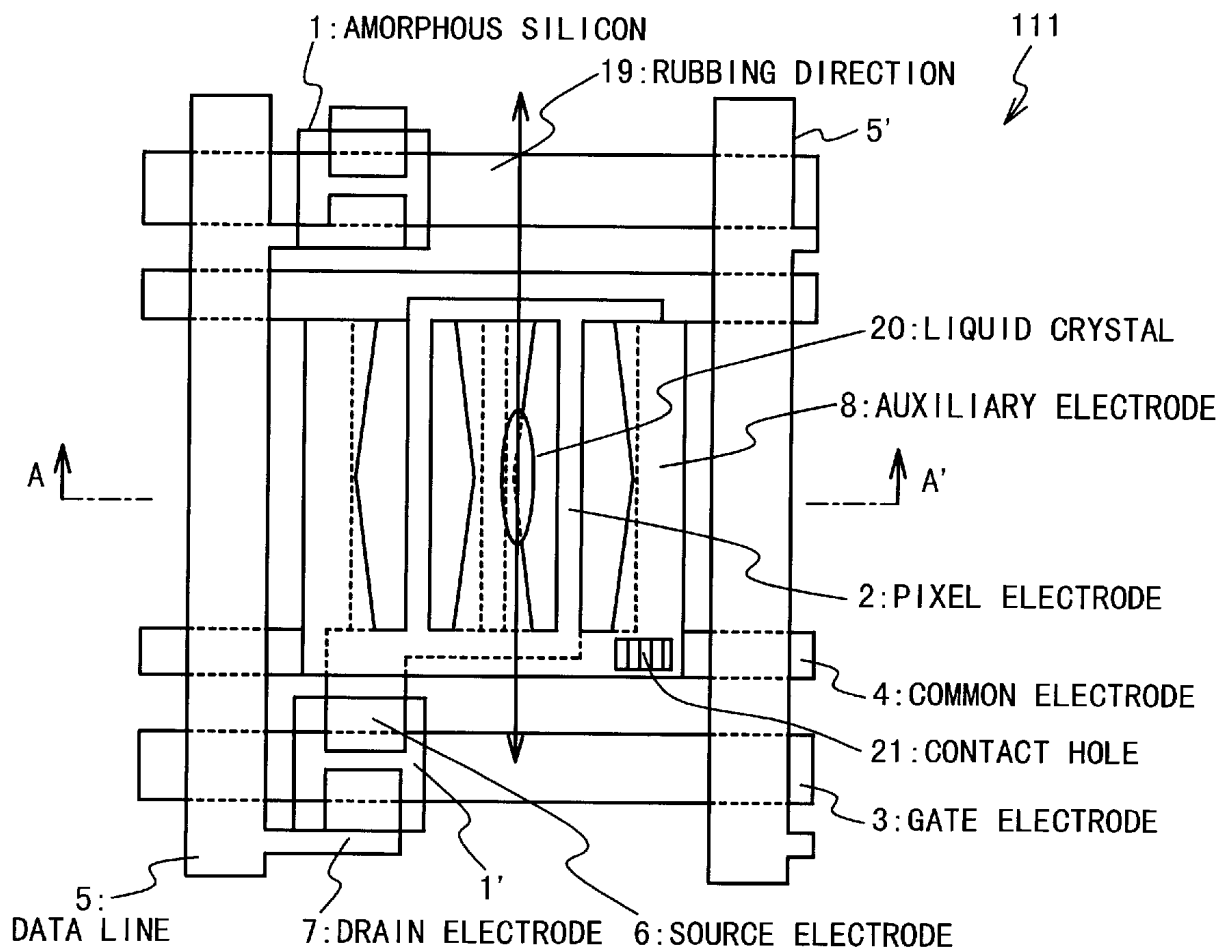 1:AMORPHOUS SILICON
111
19:RUBBING DIRECTION
5'
20:LIQUID CRYSTAL
8:AUXILIARY ELECTRODE
A
A'
2:PIXEL ELECTRODE
4:COMMON ELECTRODE
21:CONTACT HOLE
3:GATE ELECTRODE
1'
5:
DATA LINE
7:DRAIN ELECTRODE
6:SOURCE ELECTRODE